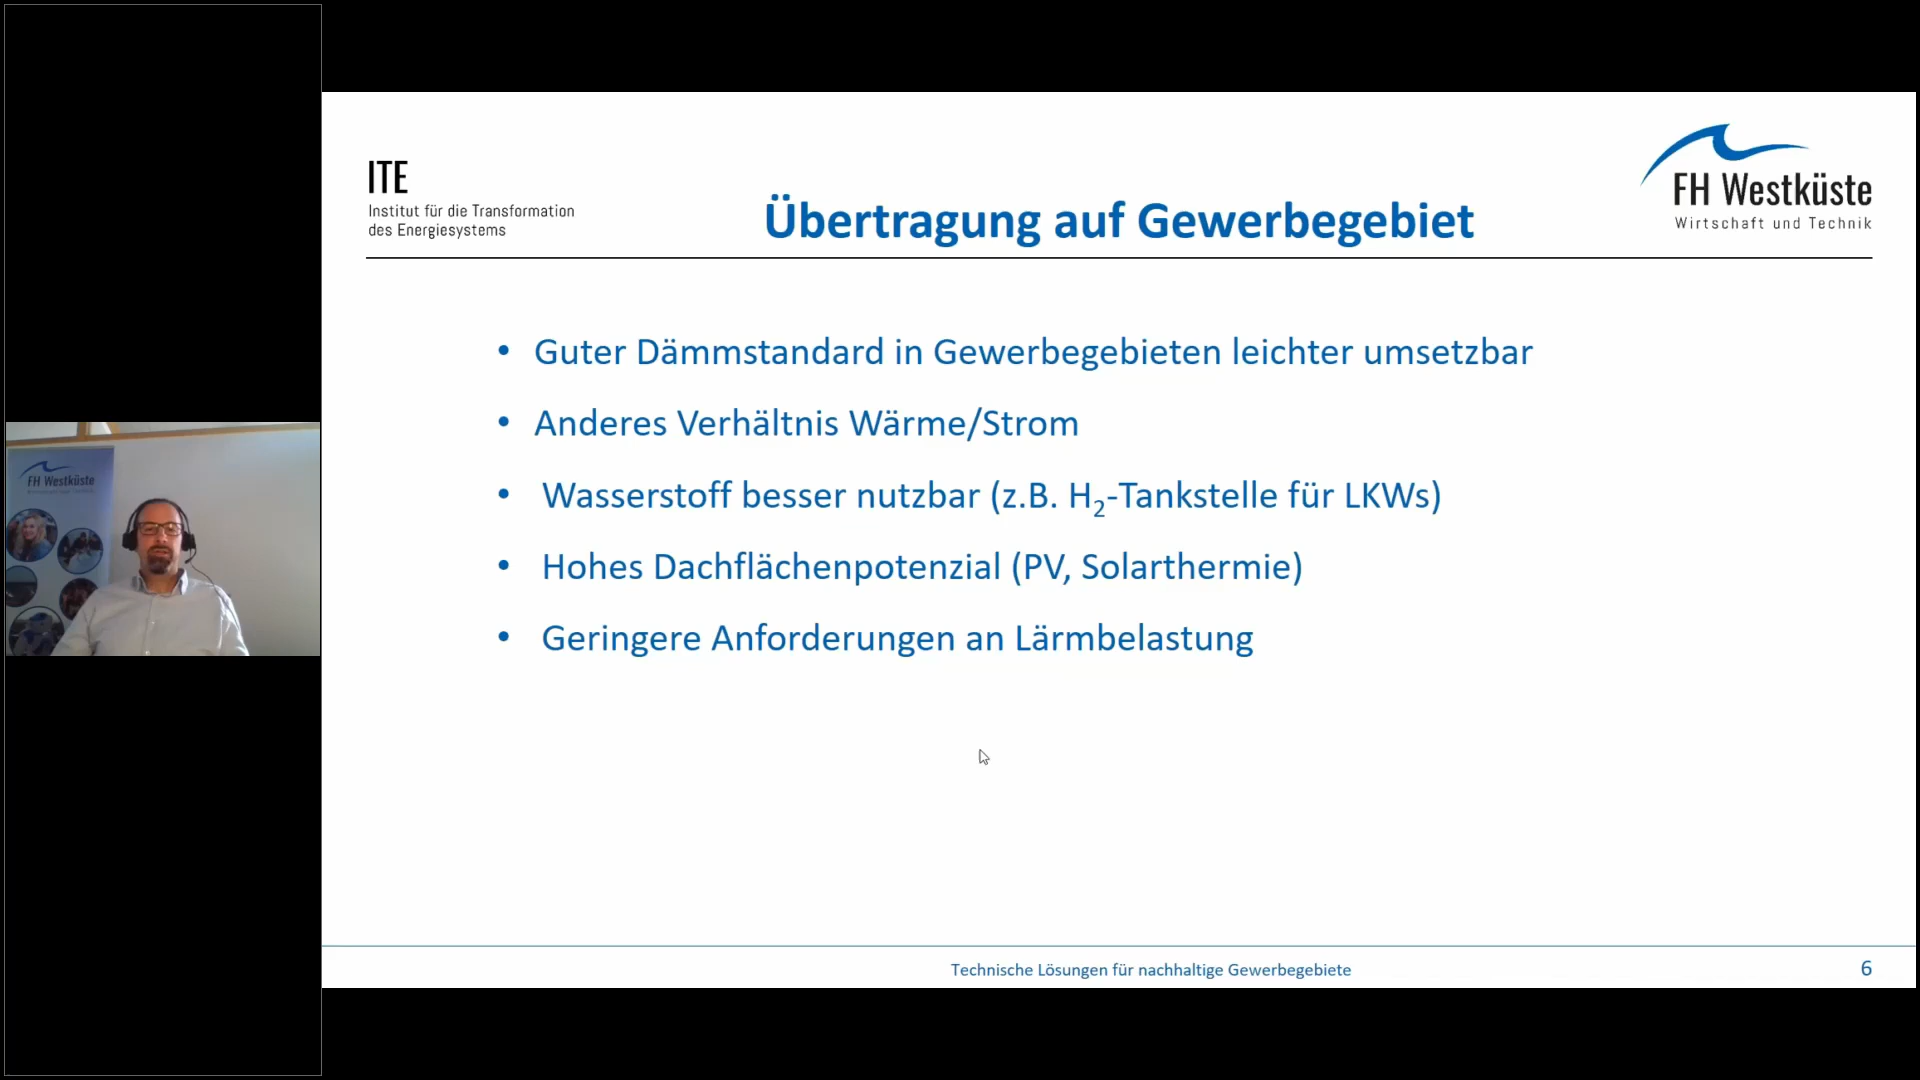 ITE
Institut für die Transformation
des Energiesystems
Übertragung auf Gewerbegebiet
FH Westküste
Wirtschaft und Technik
• Guter Dämmstandard in Gewerbegebieten leichter umsetzbar
• Anderes Verhältnis Wärme/Strom
• Wasserstoff besser nutzbar (z.B. H₂-Tankstelle für LKWs)
• Hohes Dachflächenpotenzial (PV, Solarthermie)
• Geringere Anforderungen an Lärmbelastung
FH Westküste
Technische Lösungen für nachhaltige Gewerbegebiete
6